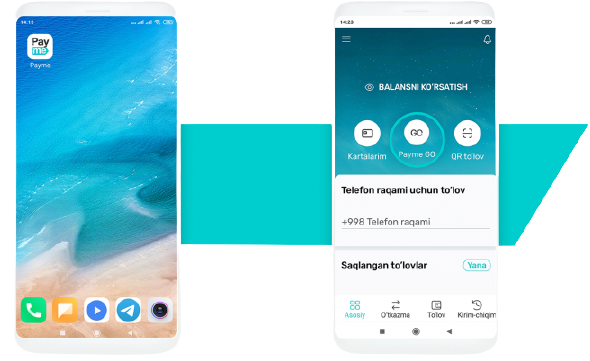 14:11
Pay
me
Payme
14:23
BALANSNI KO'RSATISH
Kartalarim
Payme GO
QR to'lov
GO
Telefon raqami uchun to'lov
+998 Telefon raqami
Saqlangan to'lovlar
Yana
Asosiy
O'tkazma
To'lov
Kirim-chiqim